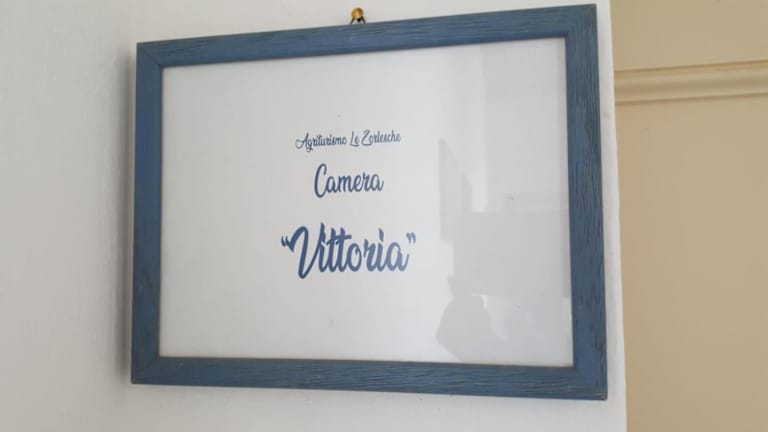 Agriturismo Le Zorlesche
Camera
"Vittoria"